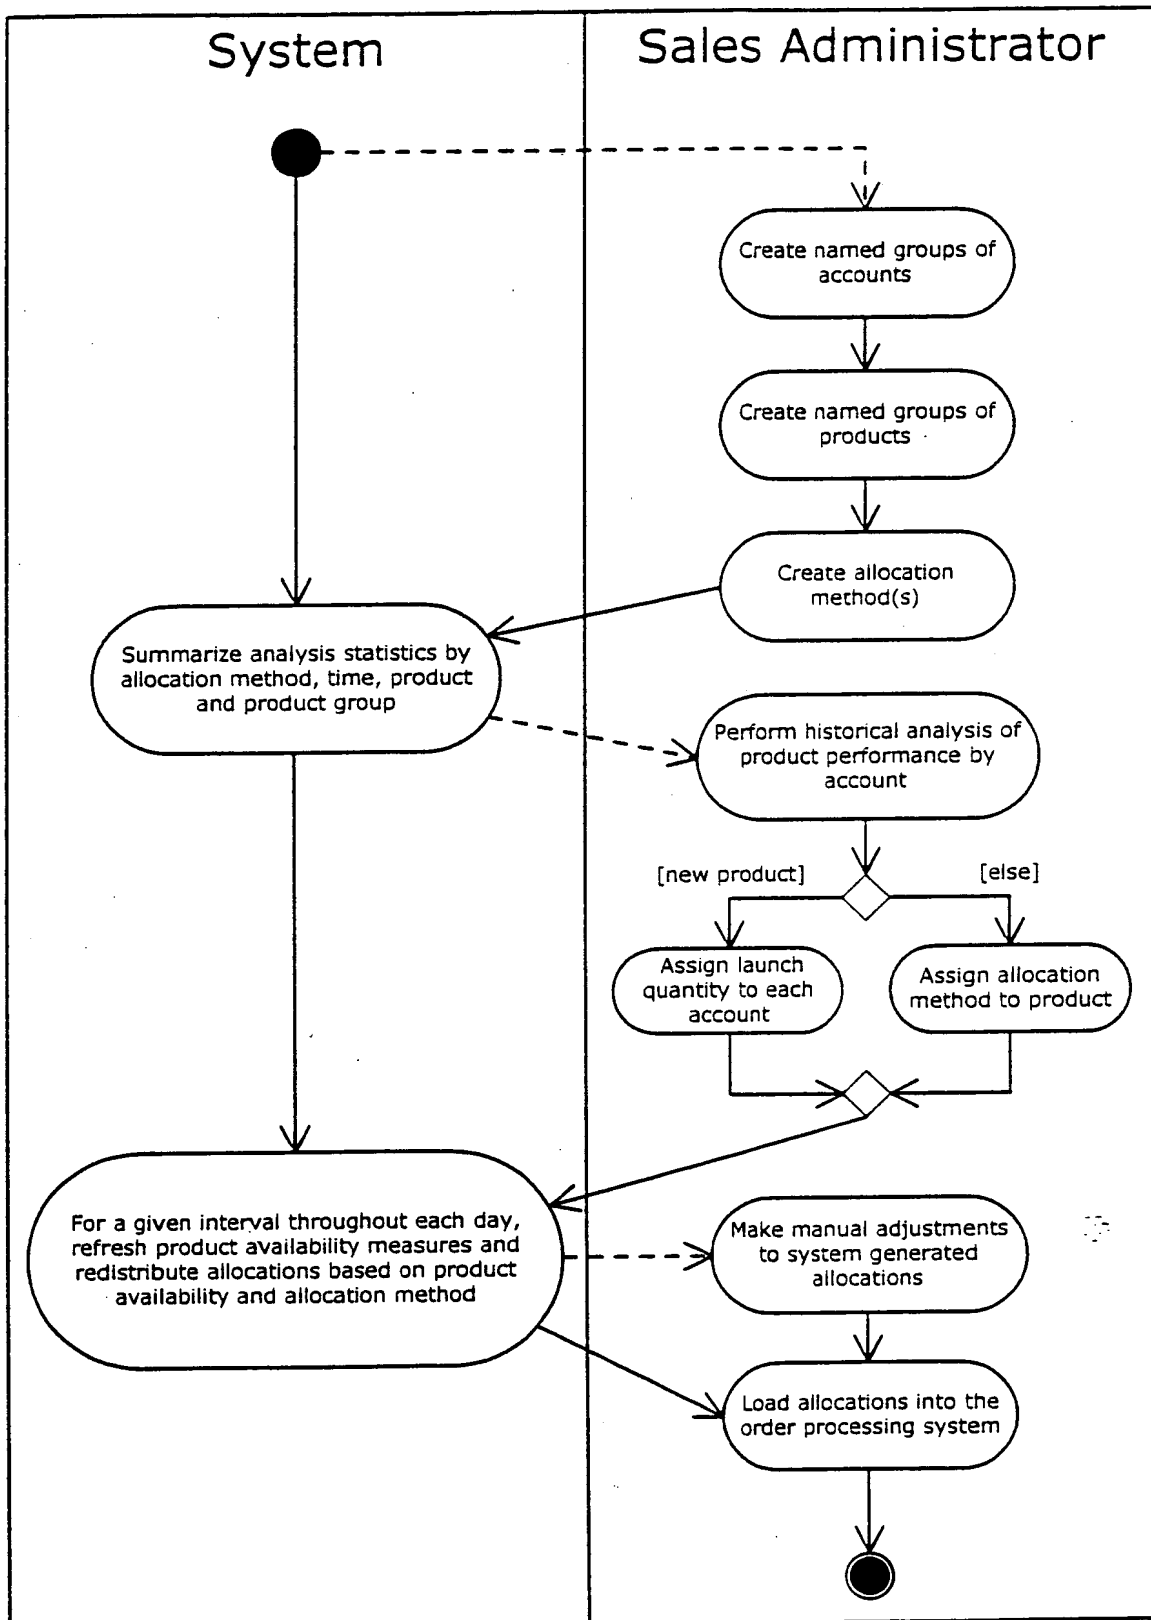 System
Sales Administrator
Create named groups of
accounts
Create named groups of
products
Create allocation
method(s)
Summarize analysis statistics by
allocation method, time, product
and product group
Perform historical analysis of
product performance by
account
[new product]
[else]
Assign launch
quantity to each
account
Assign allocation
method to product
For a given interval throughout each day,
refresh product availability measures and
redistribute allocations based on product
availability and allocation method
Make manual adjustments
to system generated
allocations
Load allocations into the
order processing system